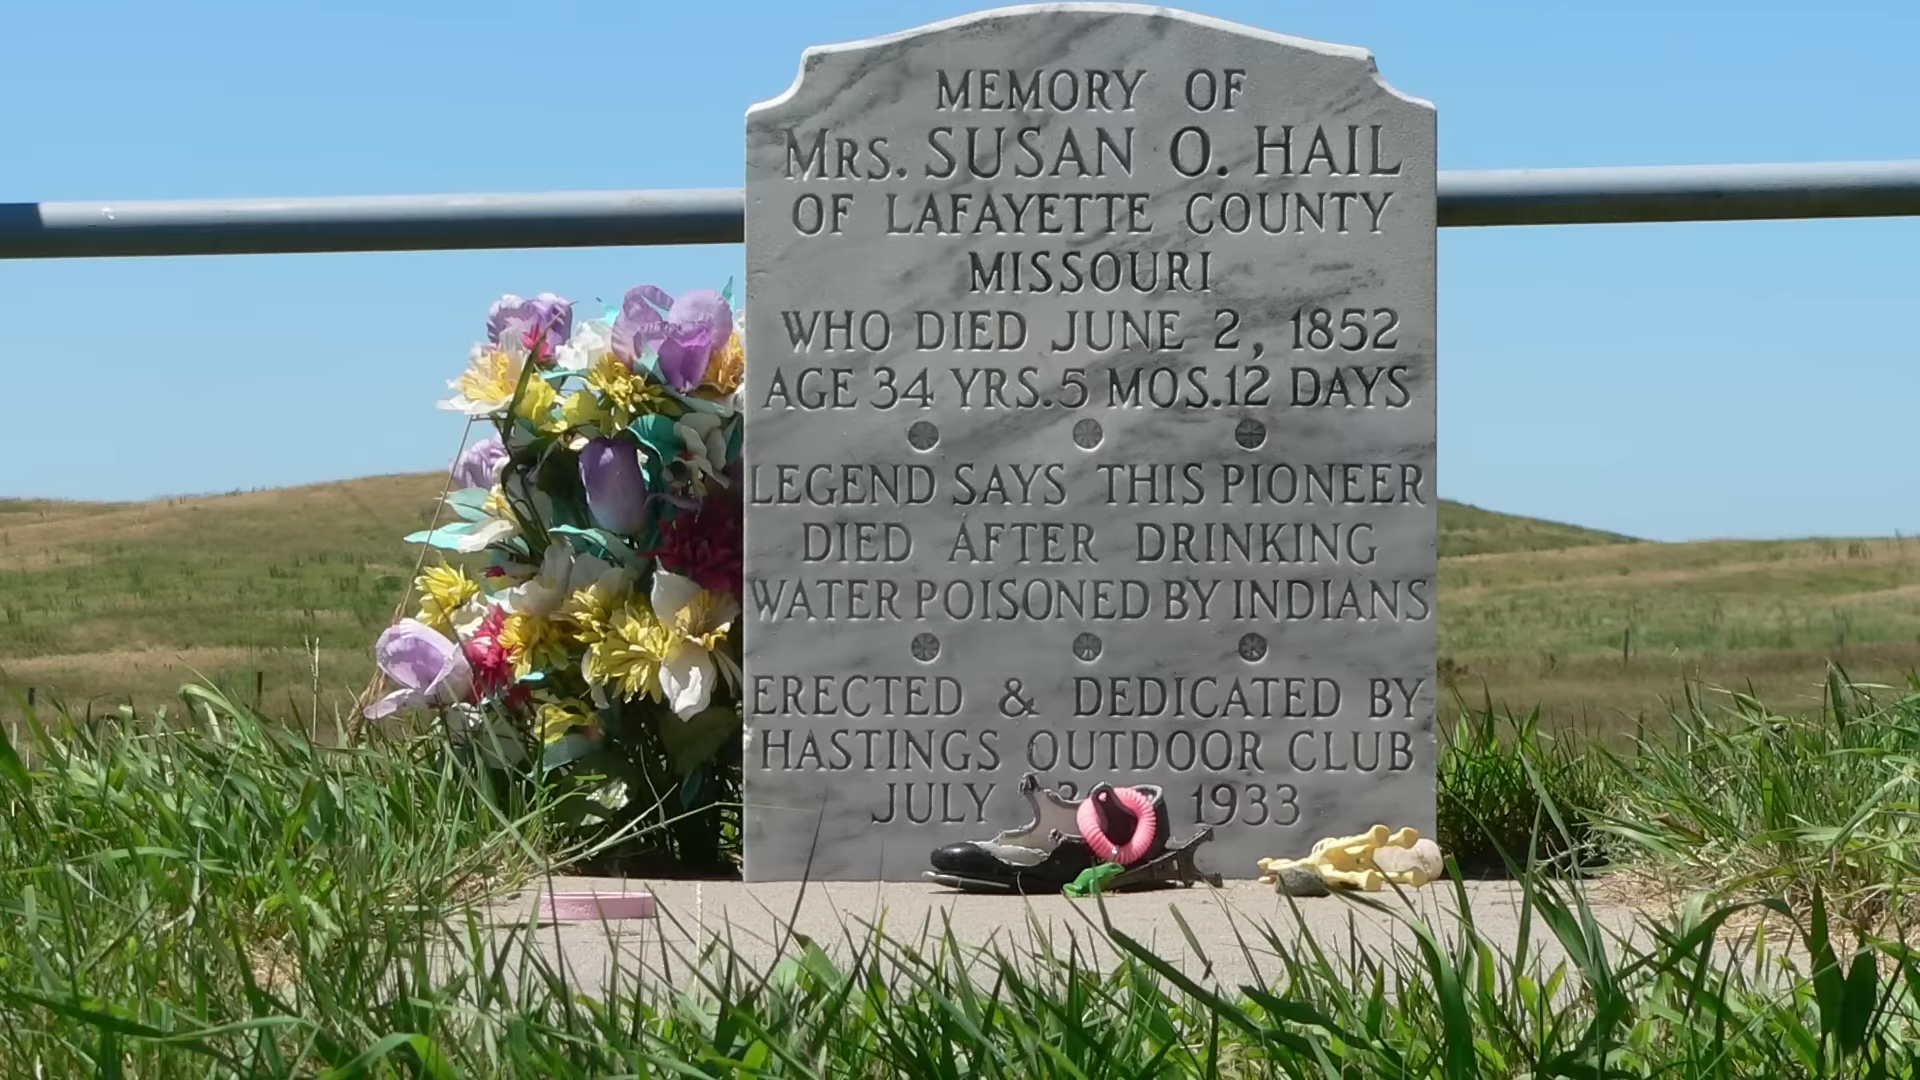 MEMORY OF
MRS. SUSAN O. HAIL
OF LAFAYETTE COUNTY
MISSOURI
WHO DIED JUNE 2, 1852
AGE 34 YRS. 5 MOS. 12 DAYS
LEGEND SAYS THIS PIONEER
DIED AFTER DRINKING
WATER POISONED BY INDIANS
ERECTED & DEDICATED BY
HASTINGS OUTDOOR CLUB
JULY 1933